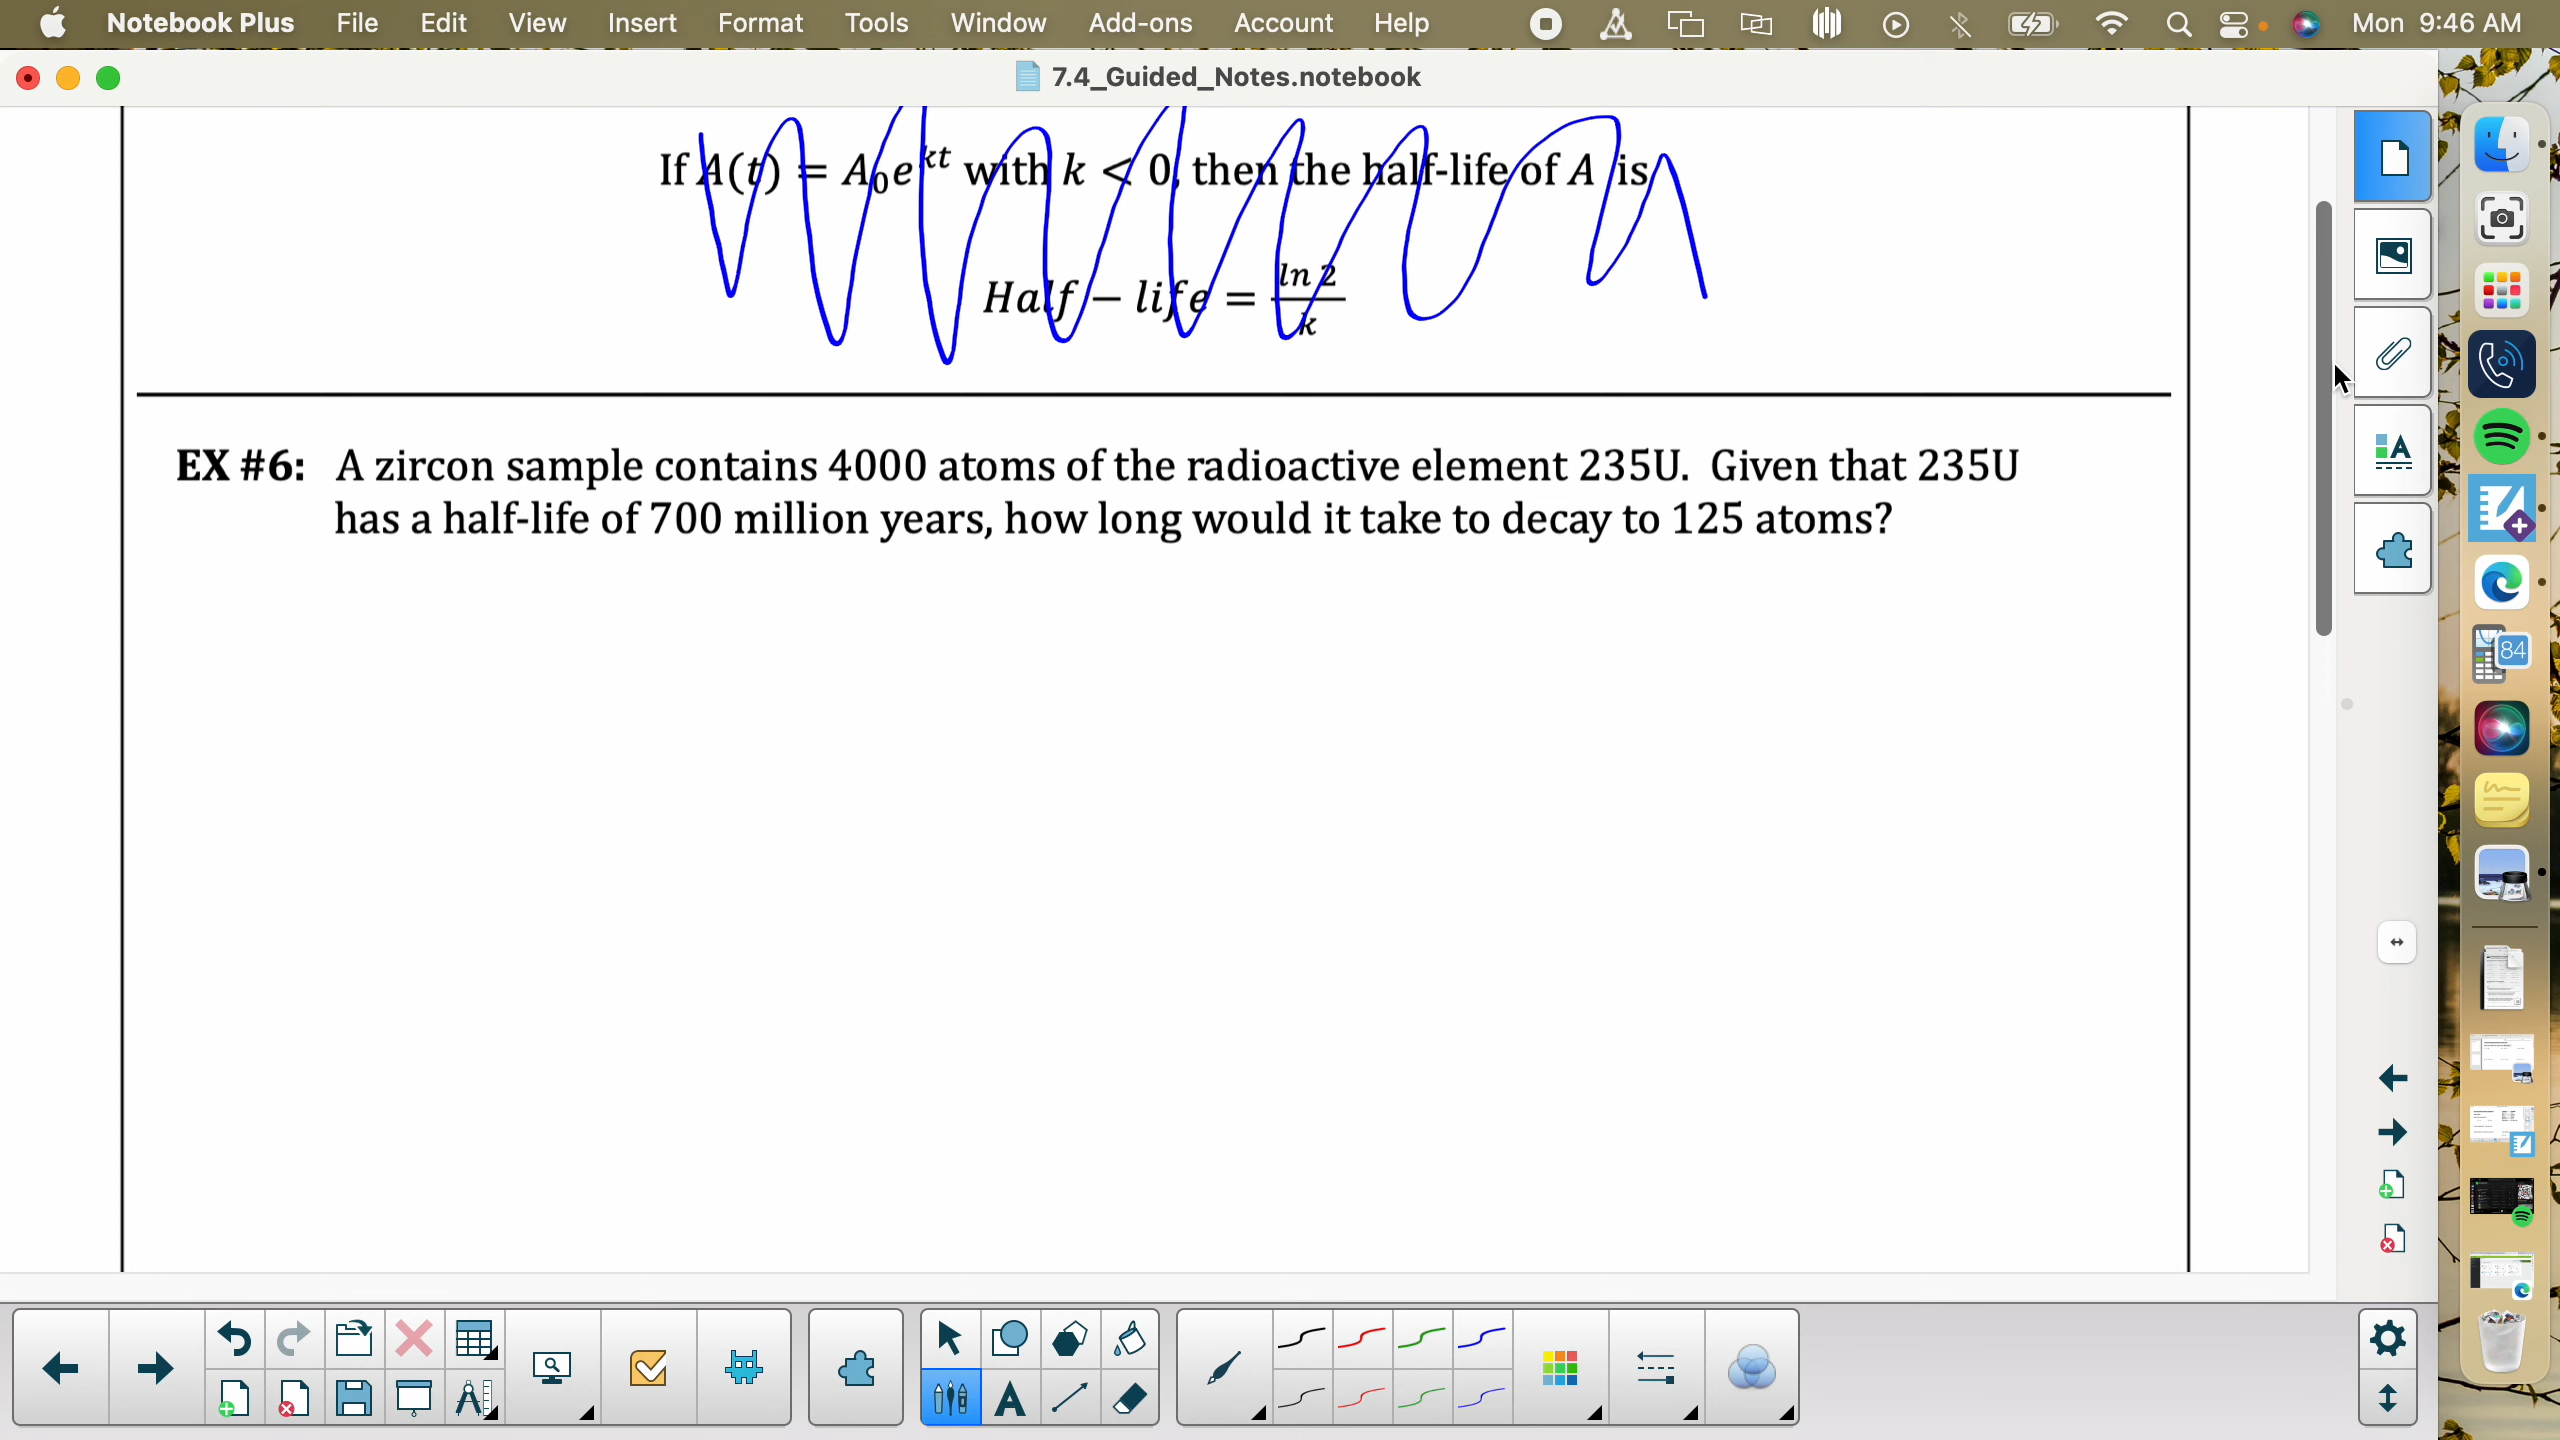 Notebook Plus File Edit View Insert Format Tools Window Add-ons Account Help Mon 9:46 AM
7.4_Guided_Notes.notebook
If A(t) = A₀e^kt with k < 0, then the half-life of A is
Half – life = ln 2 / k
EX #6: A zircon sample contains 4000 atoms of the radioactive element 235U. Given that 235U
has a half-life of 700 million years, how long would it take to decay to 125 atoms?
84